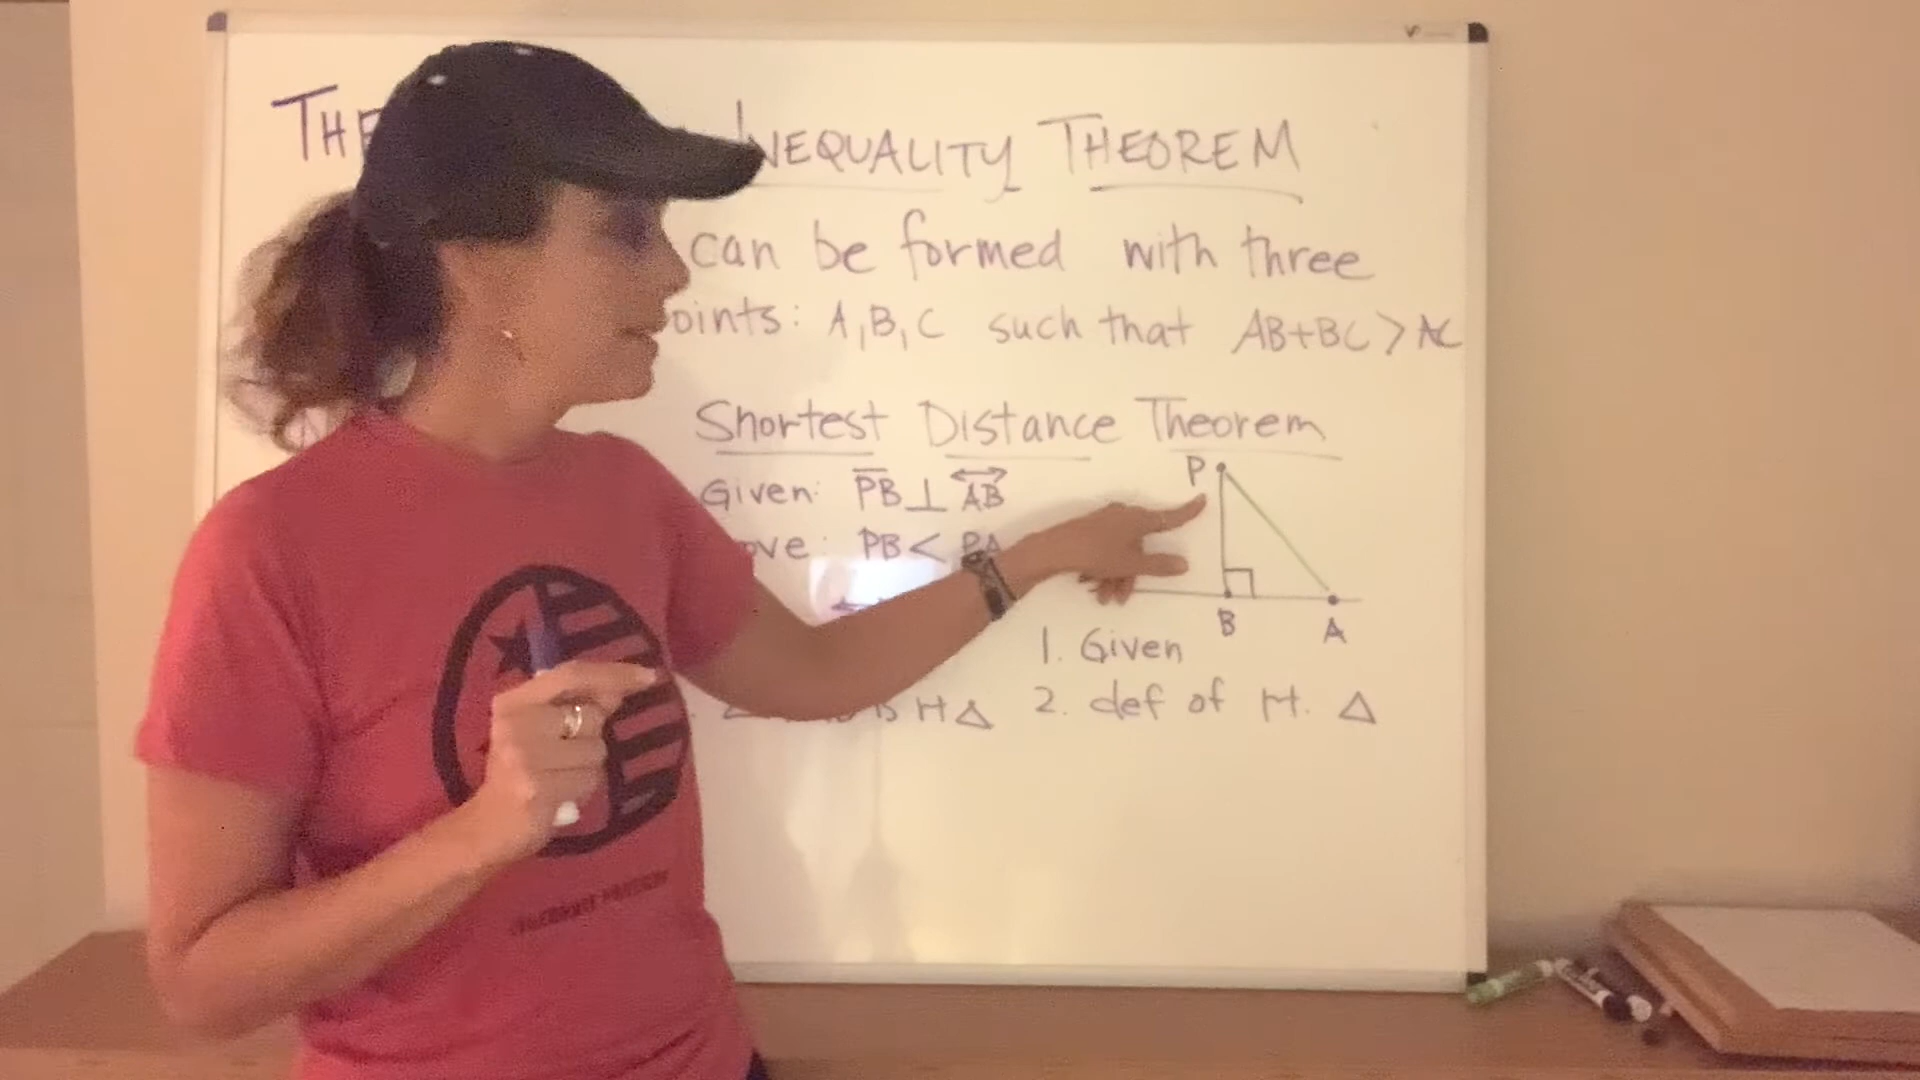 THE INEQUALITY THEOREM
can be formed with three
oints: A, B, C such that AB+BC > AC
Shortest Distance Theorem
Given: PB ⊥ AB
ove: PB < PA
P
B A
1. Given
is H △ 2. def of H. △